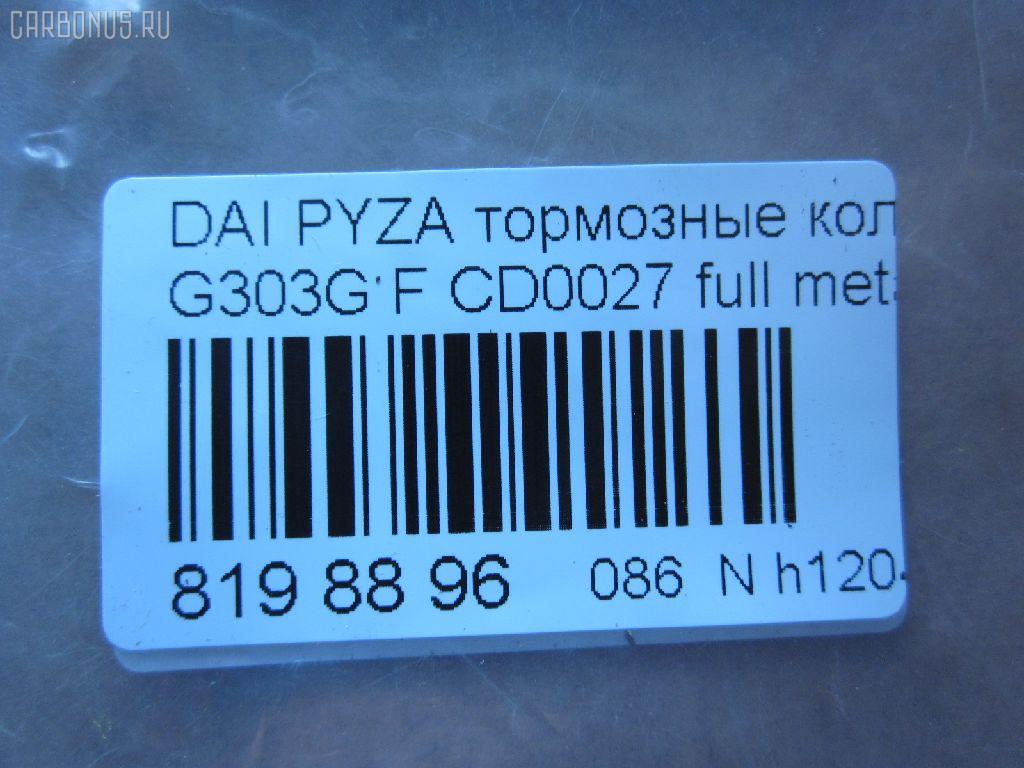 CARBONUS.RU
DAI PYZA тормозные кол
G303G F CD0027 full met
819 88 96 086 N h120